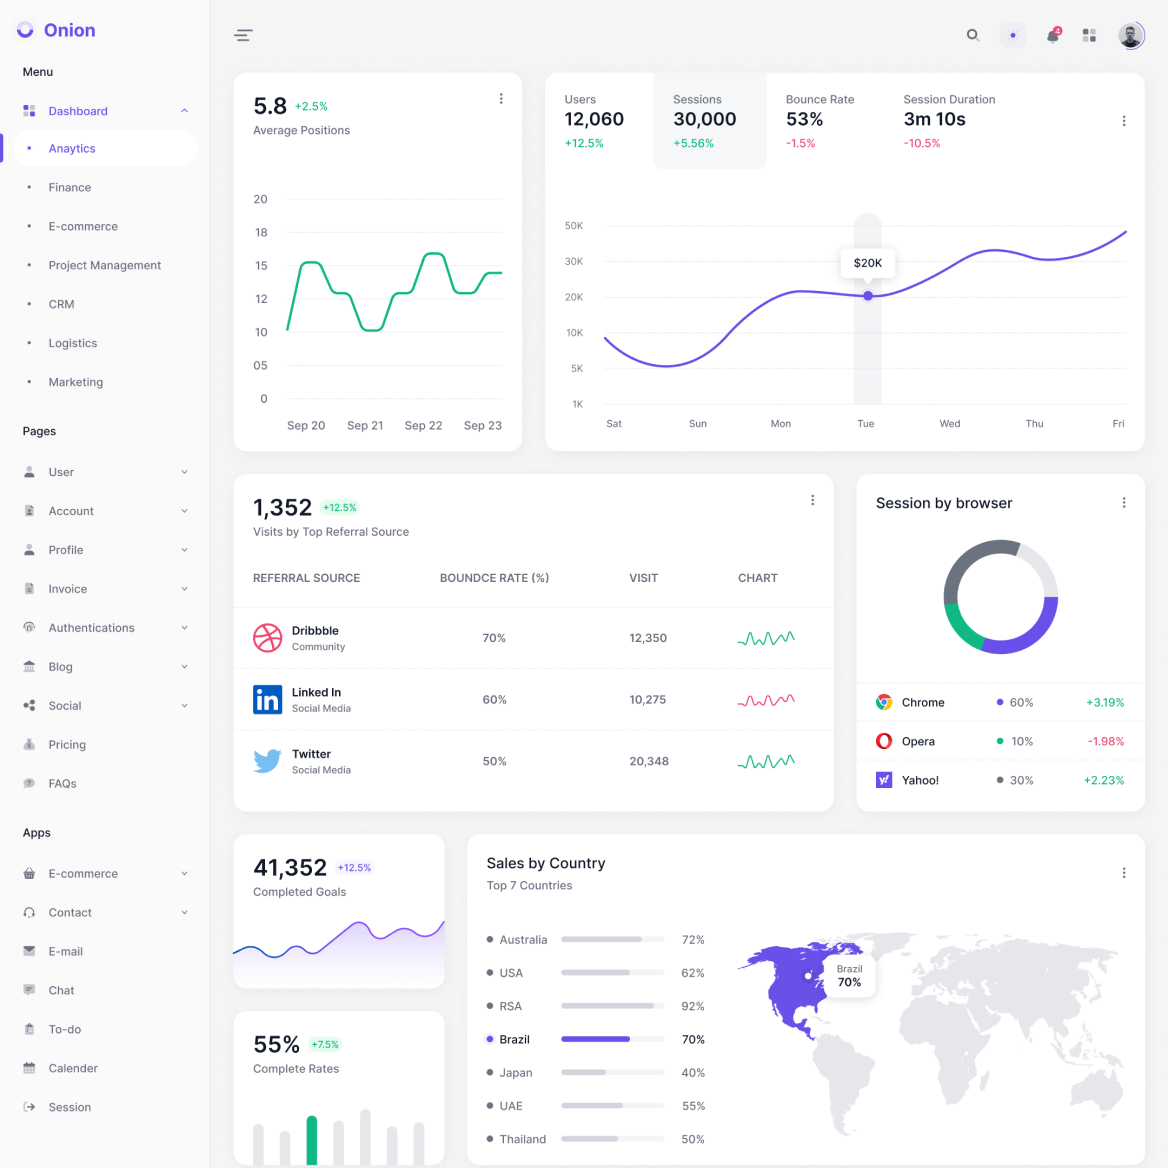 Onion
Menu
Dashboard
Anaytics
Finance
E-commerce
Project Management
CRM
Logistics
Marketing
Pages
User
Account
Profile
Invoice
Authentications
Blog
Social
Pricing
FAQs
Apps
E-commerce
Contact
E-mail
Chat
To-do
Calender
Session
4
5.8 +2.5%
Average Positions
20
18
15
12
10
05
0
Sep 20 Sep 21 Sep 22 Sep 23
Users Sessions Bounce Rate Session Duration
12,060 30,000 53% 3m 10s
+12.5% +5.56% -1.5% -10.5%
50K
30K
20K
10K
5K
1K
$20K
Sat Sun Mon Tue Wed Thu Fri
1,352 +12.5%
Visits by Top Referral Source
REFERRAL SOURCE BOUNDCE RATE (%) VISIT CHART
Dribbble
Community
70% 12,350
Linked In
Social Media
60% 10,275
Twitter
Social Media
50% 20,348
Session by browser
Chrome 60% +3.19%
Opera 10% -1.98%
Yahoo! 30% +2.23%
41,352 +12.5%
Completed Goals
55% +7.5%
Complete Rates
Sales by Country
Top 7 Countries
Australia 72%
USA 62%
RSA 92%
Brazil 70%
Japan 40%
UAE 55%
Thailand 50%
Brazil
70%